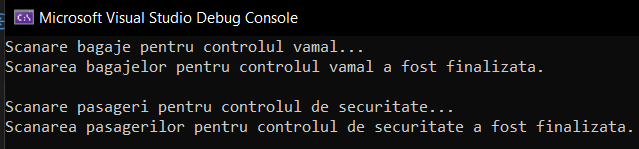 Microsoft Visual Studio Debug Console
Scanare bagaje pentru controlul vamal...
Scanarea bagajelor pentru controlul vamal a fost finalizata.
Scanare pasageri pentru controlul de securitate...
Scanarea pasagerilor pentru controlul de securitate a fost finalizata.